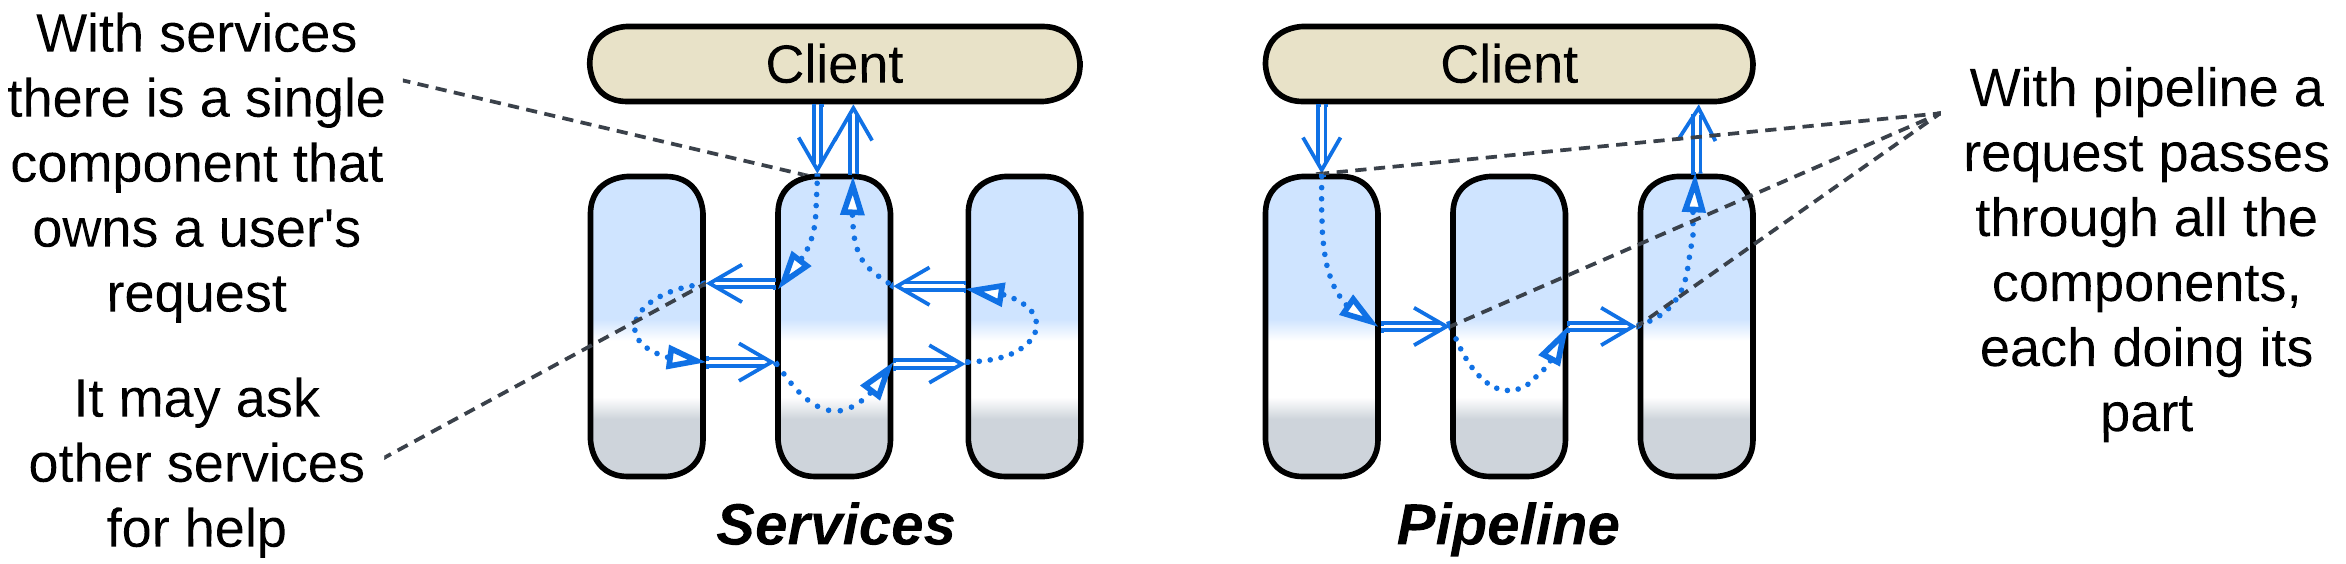 With services
there is a single
component that
owns a user's
request
It may ask
other services
for help
Client
Services
Client
Pipeline
With pipeline a
request passes
through all the
components,
each doing its
part